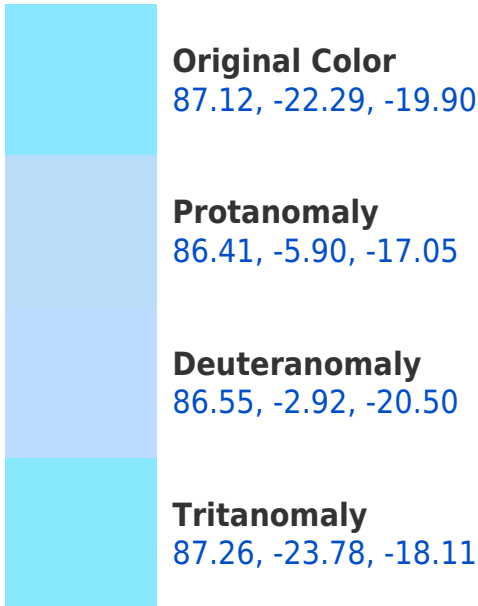 Original Color
87.12, -22.29, -19.90
Protanomaly
86.41, -5.90, -17.05
Deuteranomaly
86.55, -2.92, -20.50
Tritanomaly
87.26, -23.78, -18.11